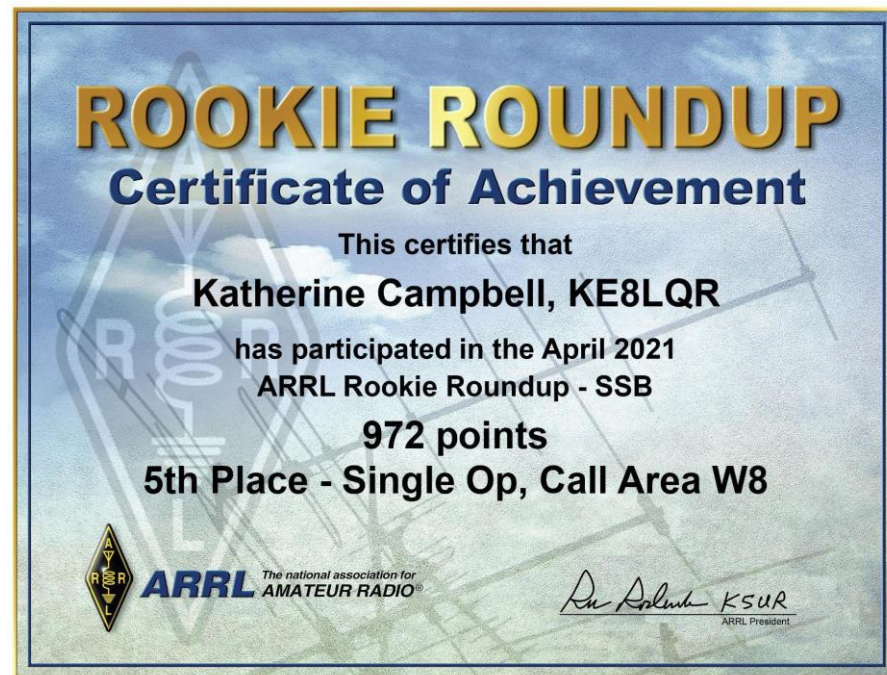 ROOKIE ROUNDUP
Certificate of Achievement
This certifies that
Katherine Campbell, KE8LQR
has participated in the April 2021
ARRL Rookie Roundup - SSB
972 points
5th Place - Single Op, Call Area W8
A
R R
L
ARRL
The national association for
AMATEUR RADIO®
K5UR
ARRL President